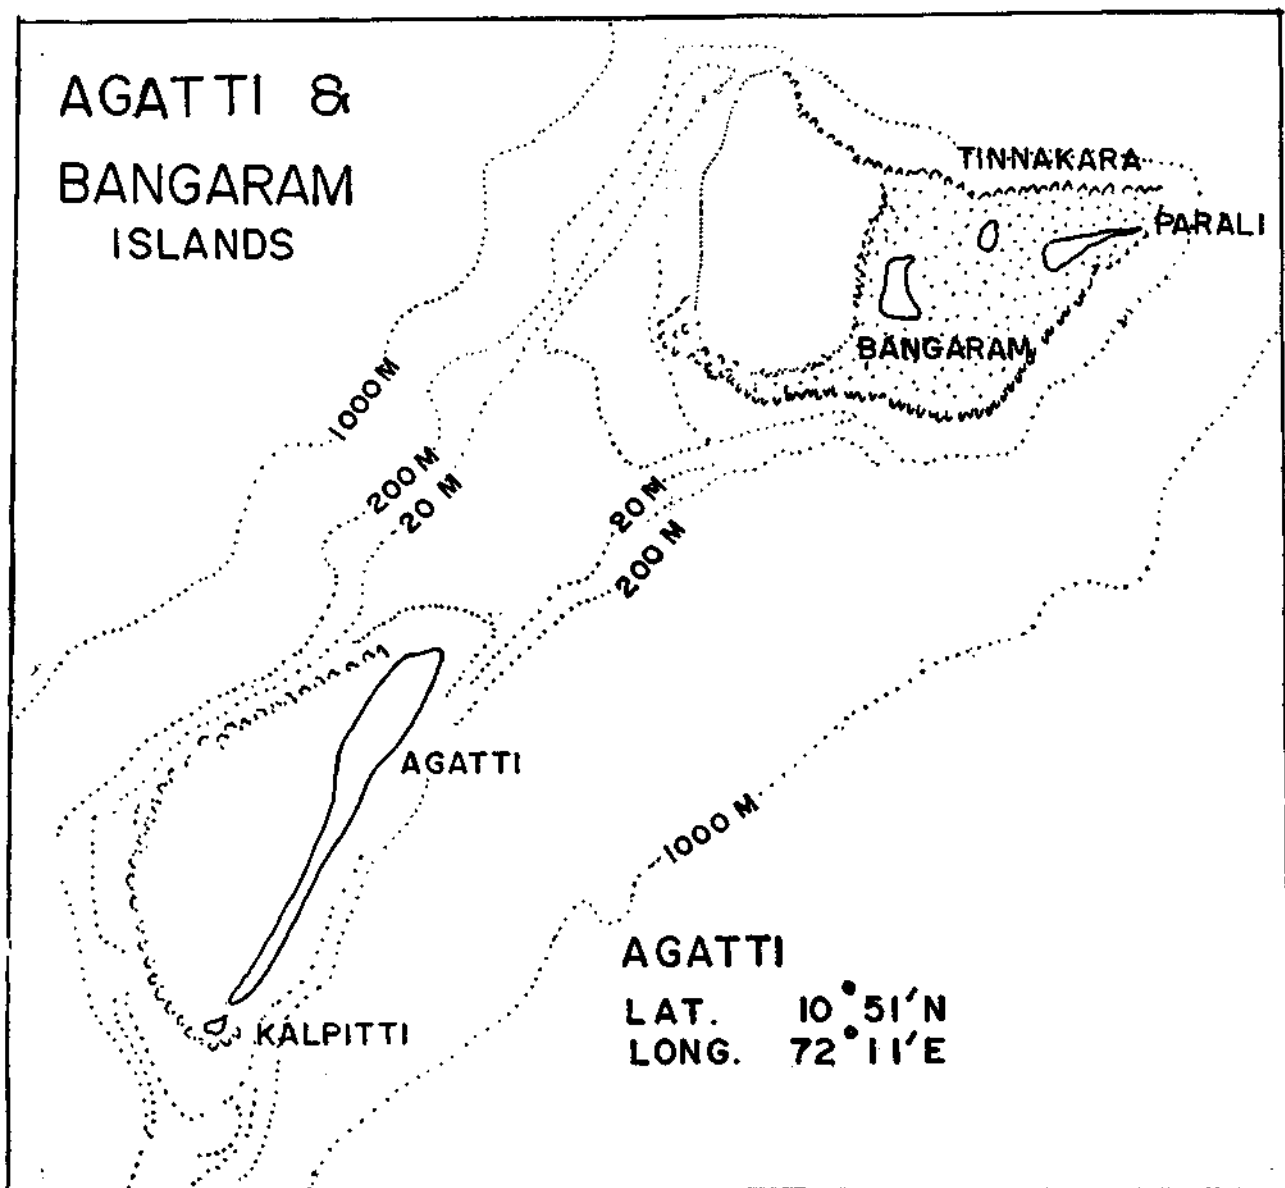 AGATTI &
BANGARAM
ISLANDS
TINNAKARA
PARALI
BANGARAM
1000 M
200 M
20 M
20 M
200 M
AGATTI
1000 M
AGATTI
LAT. 10°51'N
LONG. 72°11'E
KALPITTI